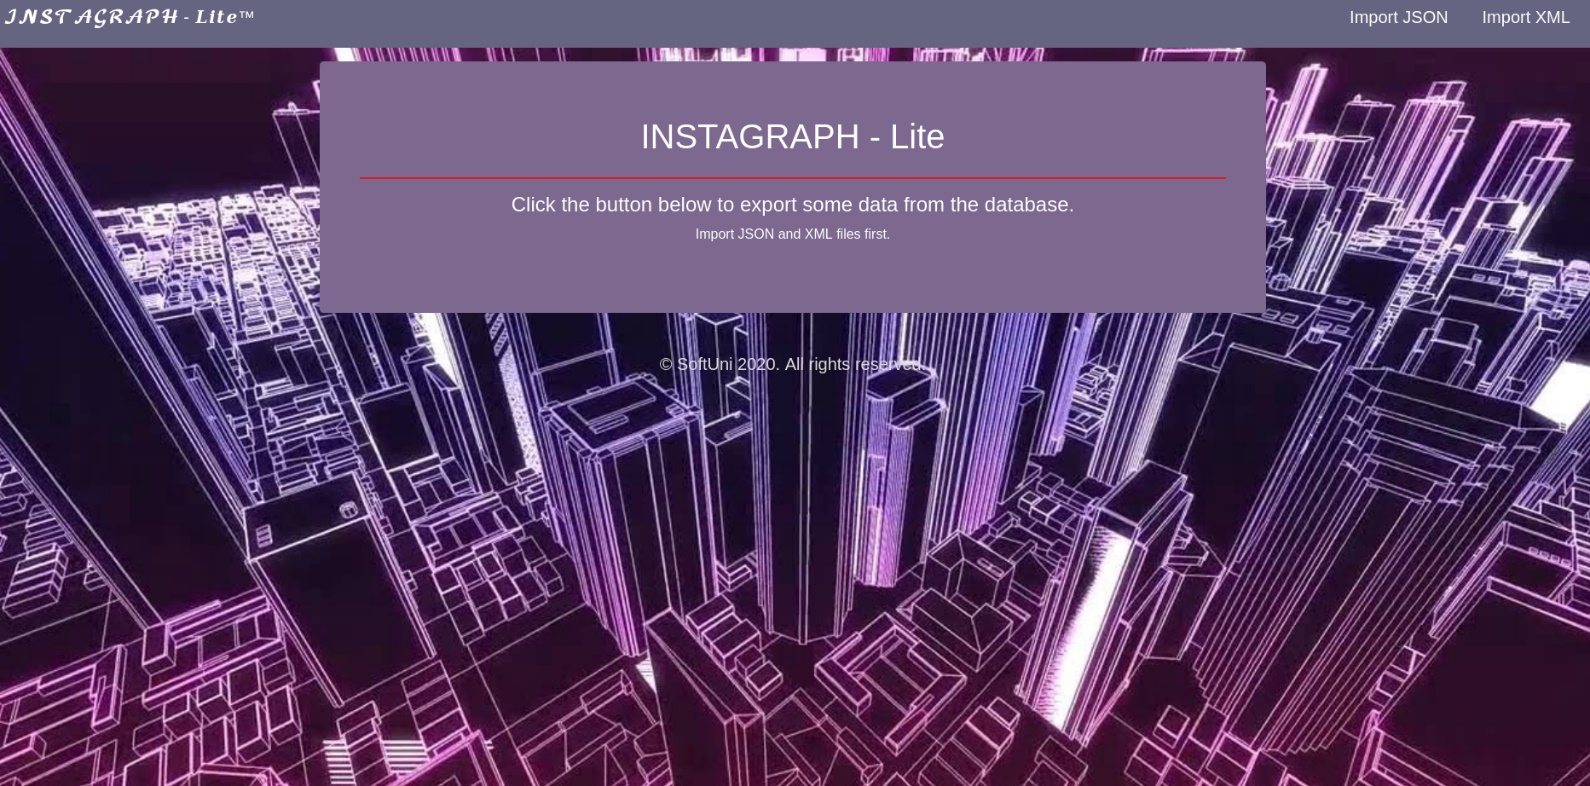 INSTAGRAPH - Lite™
Import JSON Import XML
INSTAGRAPH - Lite
Click the button below to export some data from the database.
Import JSON and XML files first.
© SoftUni 2020. All rights reserved.